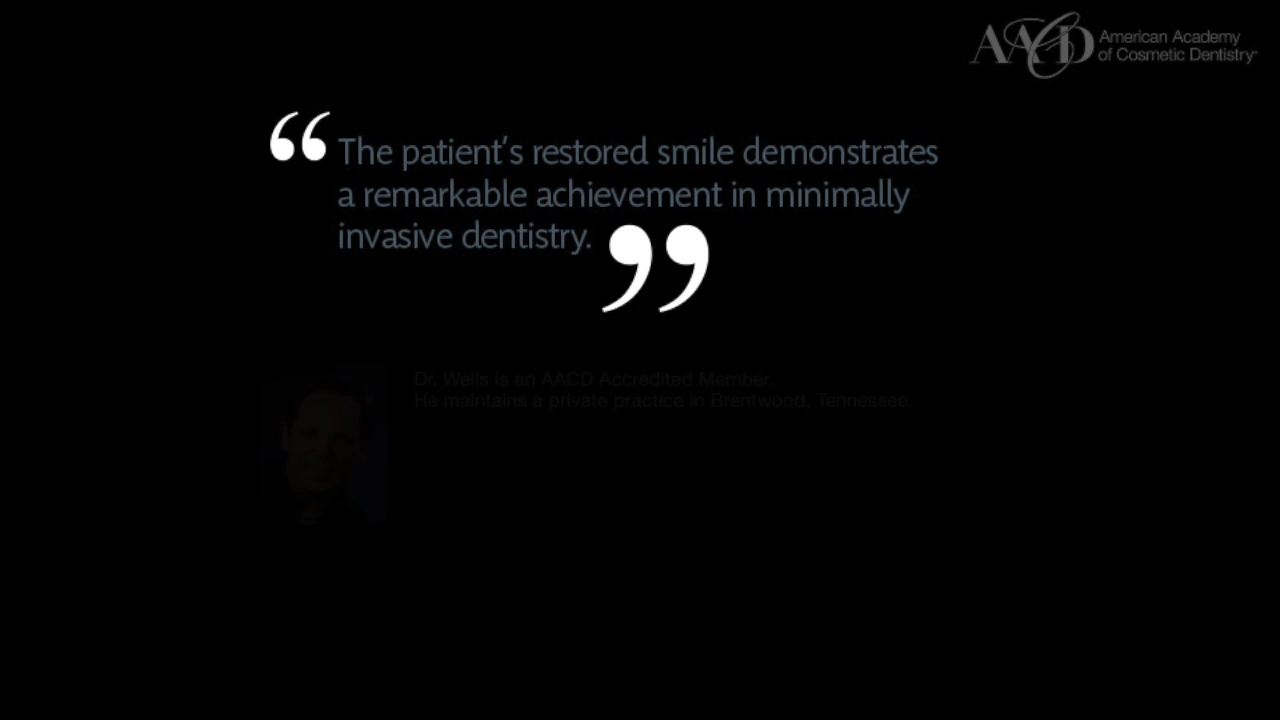 AACD American Academy
of Cosmetic Dentistry
“The patient's restored smile demonstrates
a remarkable achievement in minimally
invasive dentistry.”
Dr. Wells is an AACD Accredited Member.
He maintains a private practice in Brentwood, Tennessee.